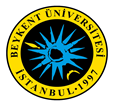 BEYKENT ÜNİVERSİTESİ
İSTANBUL · 1997